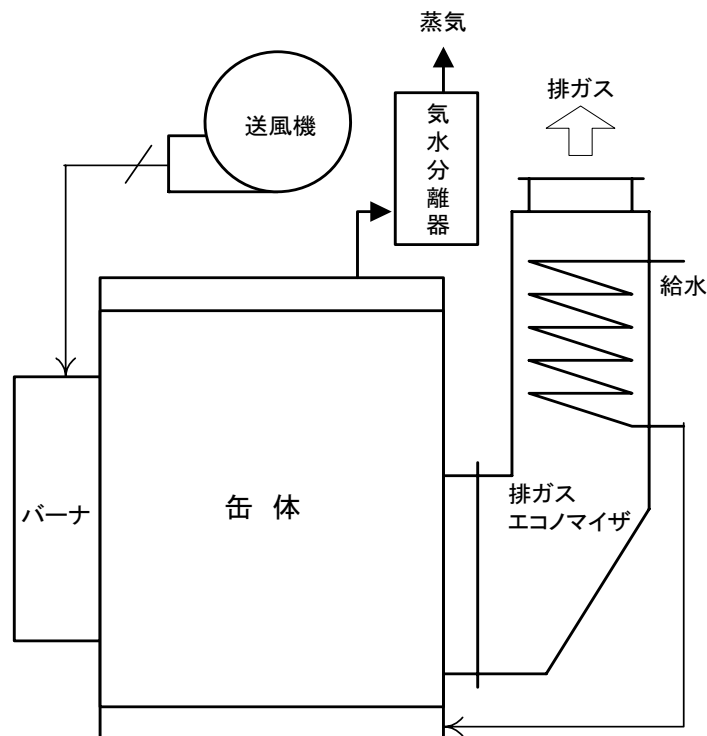 蒸気
送風機
気水分離器
排ガス
給水
バーナ
缶 体
排ガス
エコノマイザ